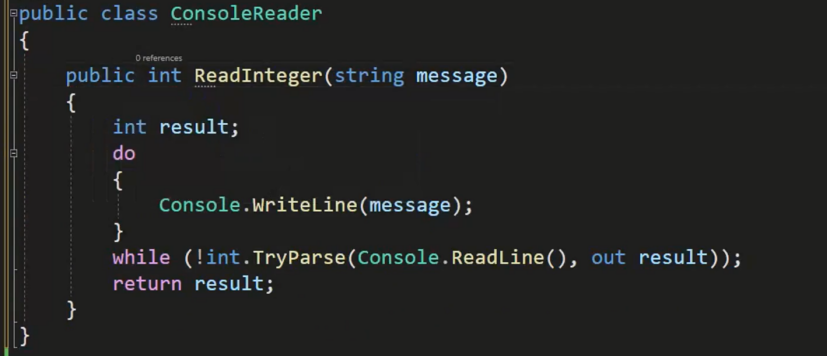 public class ConsoleReader
{
0 references
public int ReadInteger(string message)
{
int result;
do
{
Console.WriteLine(message);
}
while (!int.TryParse(Console.ReadLine(), out result));
return result;
}
}